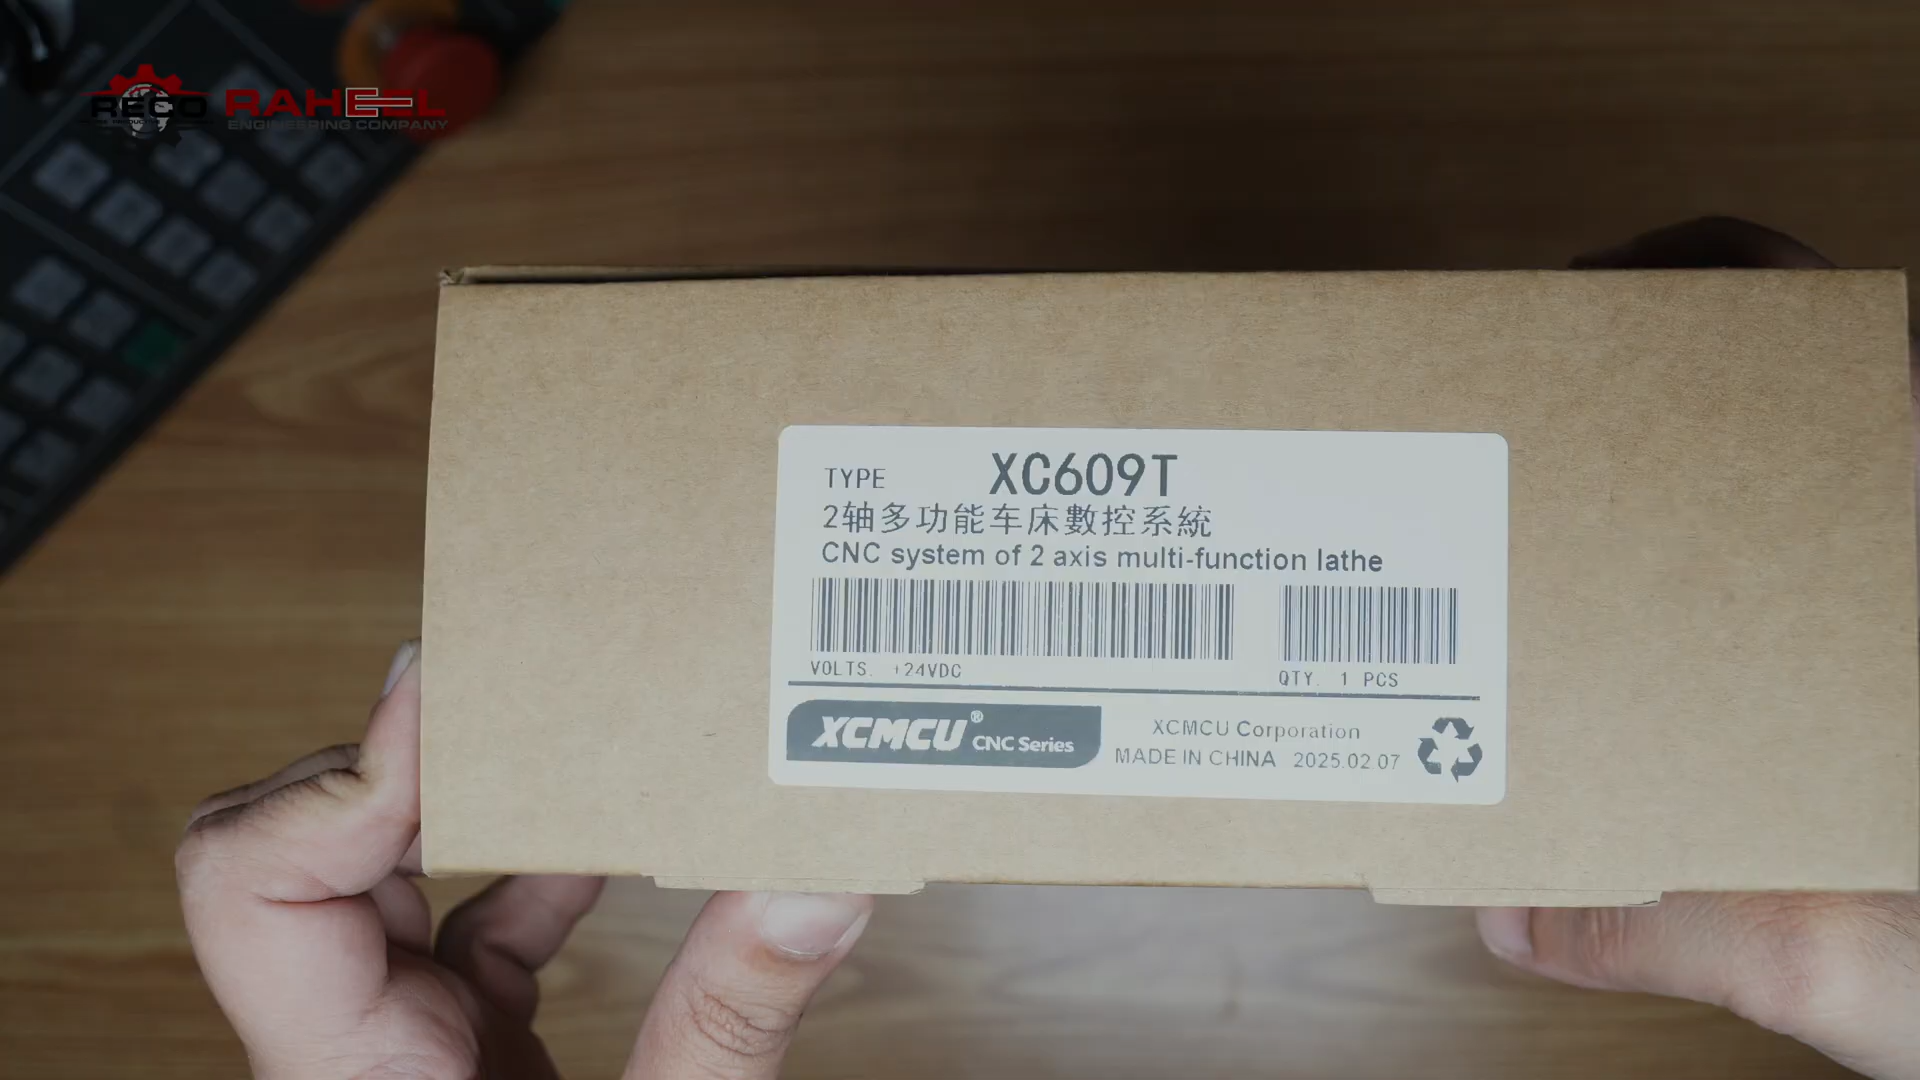 RECO RAHEEL
ENGINEERING COMPANY
TYPE XC609T
2轴多功能车床數控系統
CNC system of 2 axis multi-function lathe
VOLTS. +24VDC
QTY. 1 PCS
XCMCU® CNC Series
XCMCU Corporation
MADE IN CHINA 2025.02.07